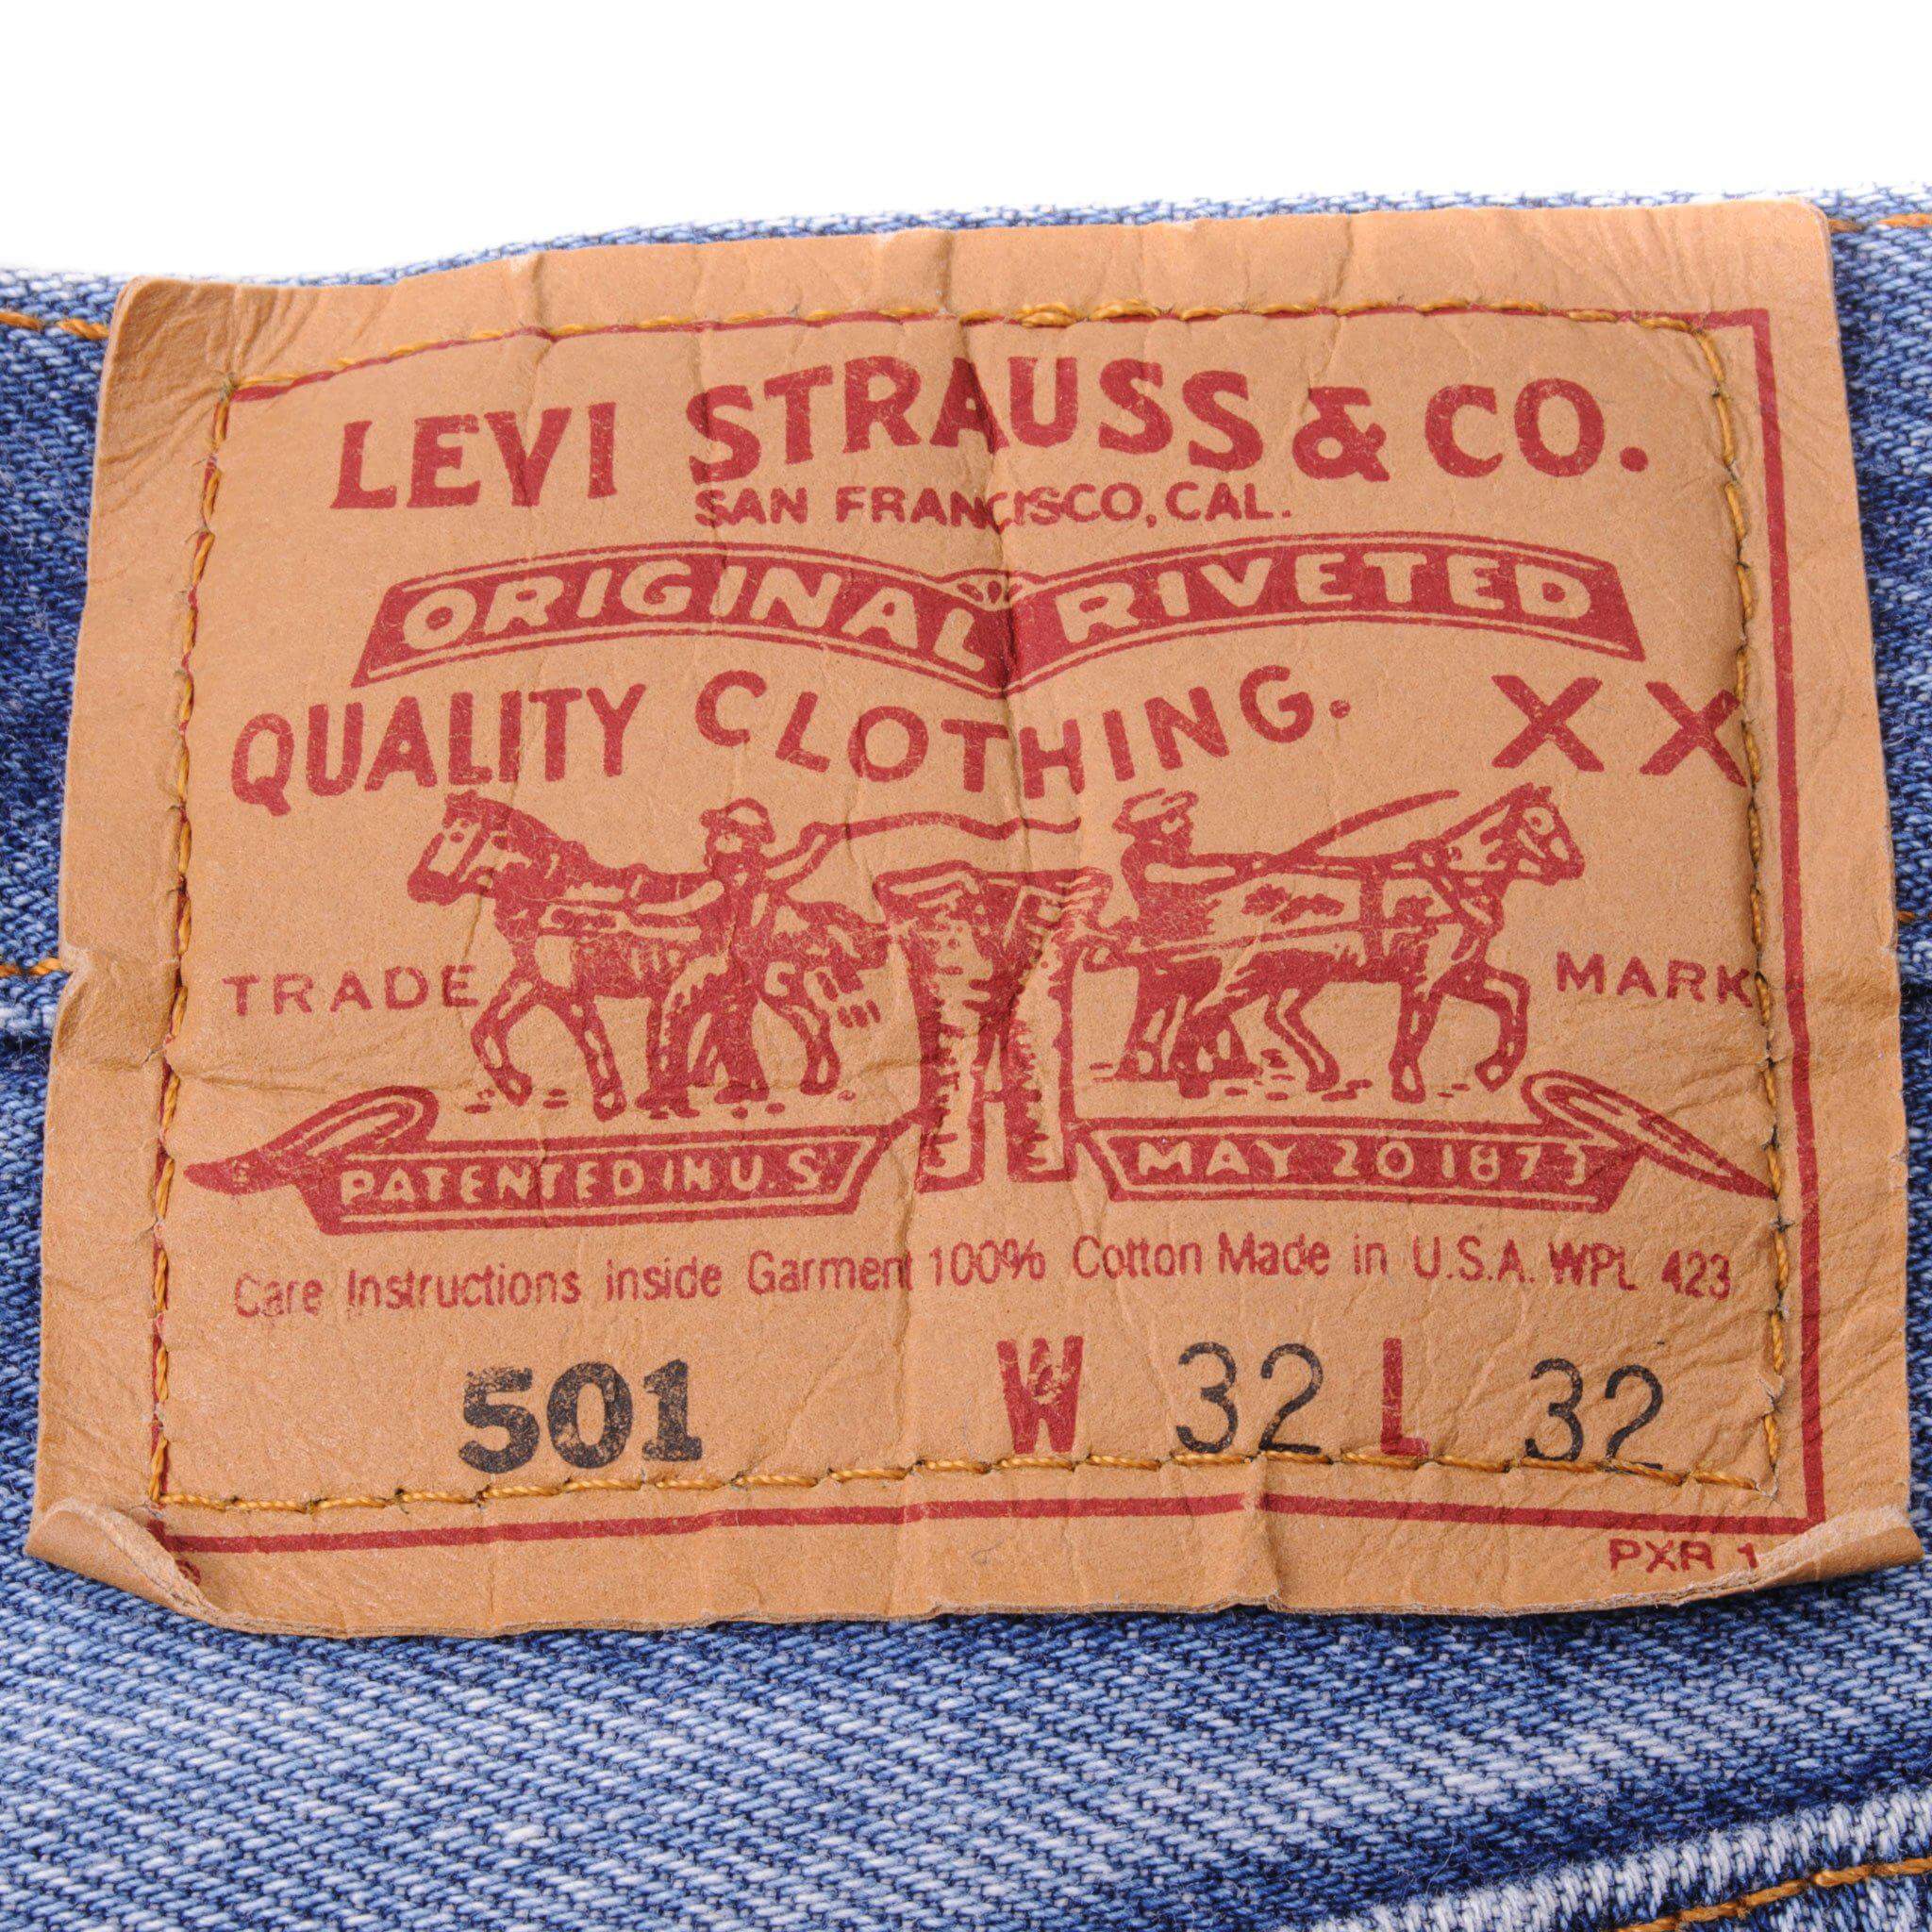 LEVI STRAUSS & CO.
SAN FRANCISCO, CAL.
ORIGINAL RIVETED
QUALITY CLOTHING. XX
TRADE MARK
PATENTED IN U.S. MAY 20 1873
Care Instructions inside Garment 100% Cotton Made in U.S.A. WPL 423
501 W 32 L 32
PXR 1